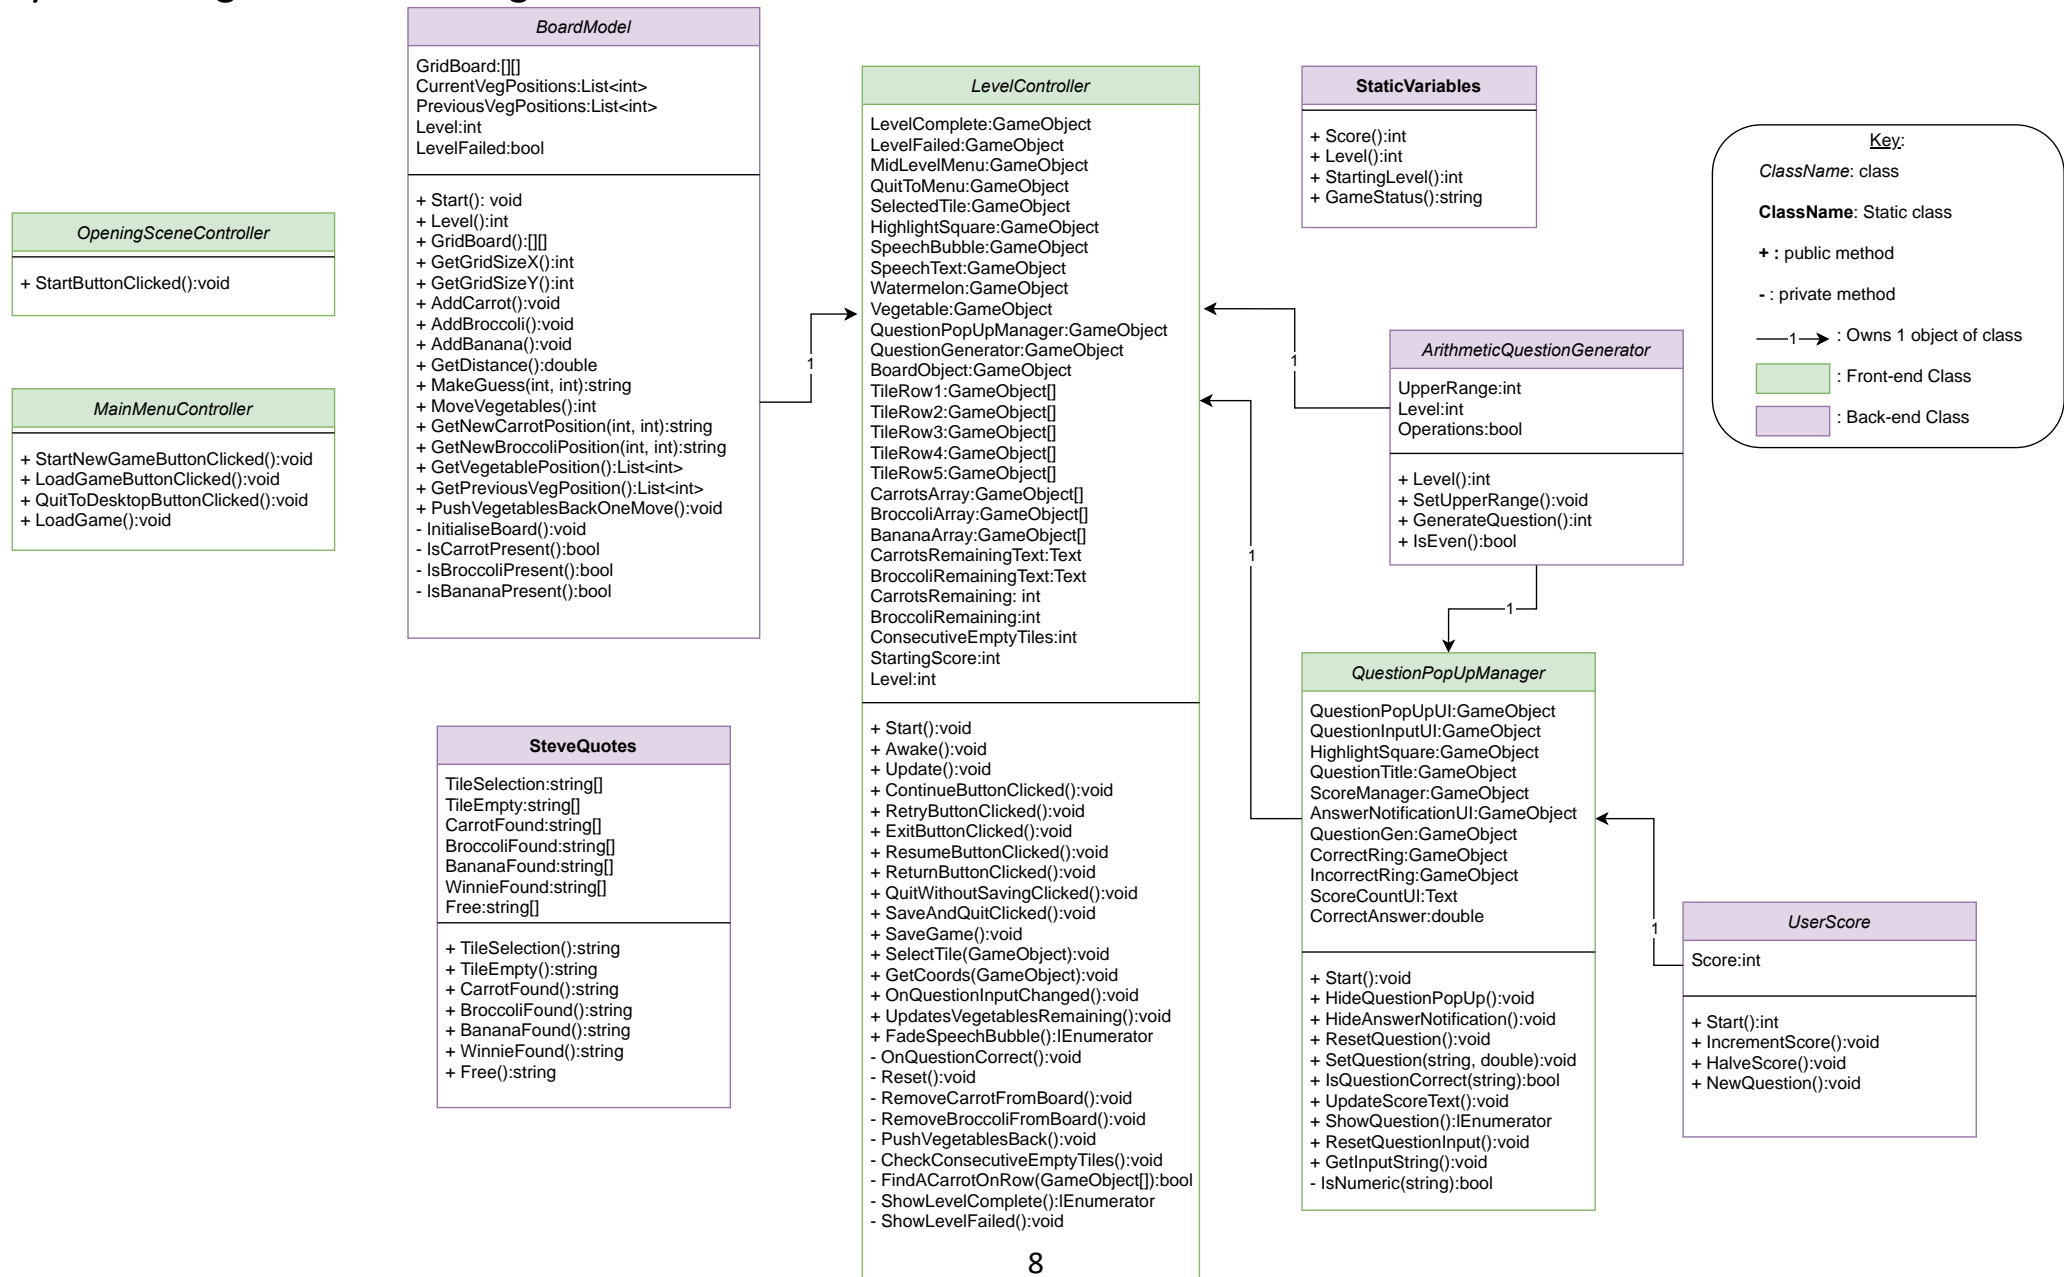 BoardModel
GridBoard:[][]
CurrentVegPositions:List<int>
PreviousVegPositions:List<int>
Level:int
LevelFailed:bool
+ Start(): void
+ Level():int
+ GridBoard():[][]
+ GetGridSizeX():int
+ GetGridSizeY():int
+ AddCarrot():void
+ AddBroccoli():void
+ AddBanana():void
+ GetDistance():double
+ MakeGuess(int, int):string
+ MoveVegetables():int
+ GetNewCarrotPosition(int, int):string
+ GetNewBroccoliPosition(int, int):string
+ GetVegetablePosition():List<int>
+ GetPreviousVegPosition():List<int>
+ PushVegetablesBackOneMove():void
- InitialiseBoard():void
- IsCarrotPresent():bool
- IsBroccoliPresent():bool
- IsBananaPresent():bool
OpeningSceneController
+ StartButtonClicked():void
MainMenuController
+ StartNewGameButtonClicked():void
+ LoadGameButtonClicked():void
+ QuitToDesktopButtonClicked():void
+ LoadGame():void
SteveQuotes
TileSelection:string[]
TileEmpty:string[]
CarrotFound:string[]
BroccoliFound:string[]
BananaFound:string[]
WinnieFound:string[]
Free:string[]
+ TileSelection():string
+ TileEmpty():string
+ CarrotFound():string
+ BroccoliFound():string
+ BananaFound():string
+ WinnieFound():string
+ Free():string
1
LevelController
LevelComplete:GameObject
LevelFailed:GameObject
MidLevelMenu:GameObject
QuitToMenu:GameObject
SelectedTile:GameObject
HighlightSquare:GameObject
SpeechBubble:GameObject
SpeechText:GameObject
Watermelon:GameObject
Vegetable:GameObject
QuestionPopUpManager:GameObject
QuestionGenerator:GameObject
BoardObject:GameObject
TileRow1:GameObject[]
TileRow2:GameObject[]
TileRow3:GameObject[]
TileRow4:GameObject[]
TileRow5:GameObject[]
CarrotsArray:GameObject[]
BroccoliArray:GameObject[]
BananaArray:GameObject[]
CarrotsRemainingText:Text
BroccoliRemainingText:Text
CarrotsRemaining: int
BroccoliRemaining:int
ConsecutiveEmptyTiles:int
StartingScore:int
Level:int
+ Start():void
+ Awake():void
+ Update():void
+ ContinueButtonClicked():void
+ RetryButtonClicked():void
+ ExitButtonClicked():void
+ ResumeButtonClicked():void
+ ReturnButtonClicked():void
+ QuitWithoutSavingClicked():void
+ SaveAndQuitClicked():void
+ SaveGame():void
+ SelectTile(GameObject):void
+ GetCoords(GameObject):void
+ OnQuestionInputChanged():void
+ UpdatesVegetablesRemaining():void
+ FadeSpeechBubble():IEnumerator
- OnQuestionCorrect():void
- Reset():void
- RemoveCarrotFromBoard():void
- RemoveBroccoliFromBoard():void
- PushVegetablesBack():void
- CheckConsecutiveEmptyTiles():void
- FindACarrotOnRow(GameObject[]):bool
- ShowLevelComplete():IEnumerator
- ShowLevelFailed():void
8
StaticVariables
+ Score():int
+ Level():int
+ StartingLevel():int
+ GameStatus():string
1
1
ArithmeticQuestionGenerator
UpperRange:int
Level:int
Operations:bool
+ Level():int
+ SetUpperRange():void
+ GenerateQuestion():int
+ IsEven():bool
1
QuestionPopUpManager
QuestionPopUpUI:GameObject
QuestionInputUI:GameObject
HighlightSquare:GameObject
QuestionTitle:GameObject
ScoreManager:GameObject
AnswerNotificationUI:GameObject
QuestionGen:GameObject
CorrectRing:GameObject
IncorrectRing:GameObject
ScoreCountUI:Text
CorrectAnswer:double
+ Start():void
+ HideQuestionPopUp():void
+ HideAnswerNotification():void
+ ResetQuestion():void
+ SetQuestion(string, double):void
+ IsQuestionCorrect(string):bool
+ UpdateScoreText():void
+ ShowQuestion():IEnumerator
+ ResetQuestionInput():void
+ GetInputString():void
- IsNumeric(string):bool
1
UserScore
Score:int
+ Start():int
+ IncrementScore():void
+ HalveScore():void
+ NewQuestion():void
Key:
ClassName: class
ClassName: Static class
+ : public method
- : private method
1 : Owns 1 object of class
: Front-end Class
: Back-end Class